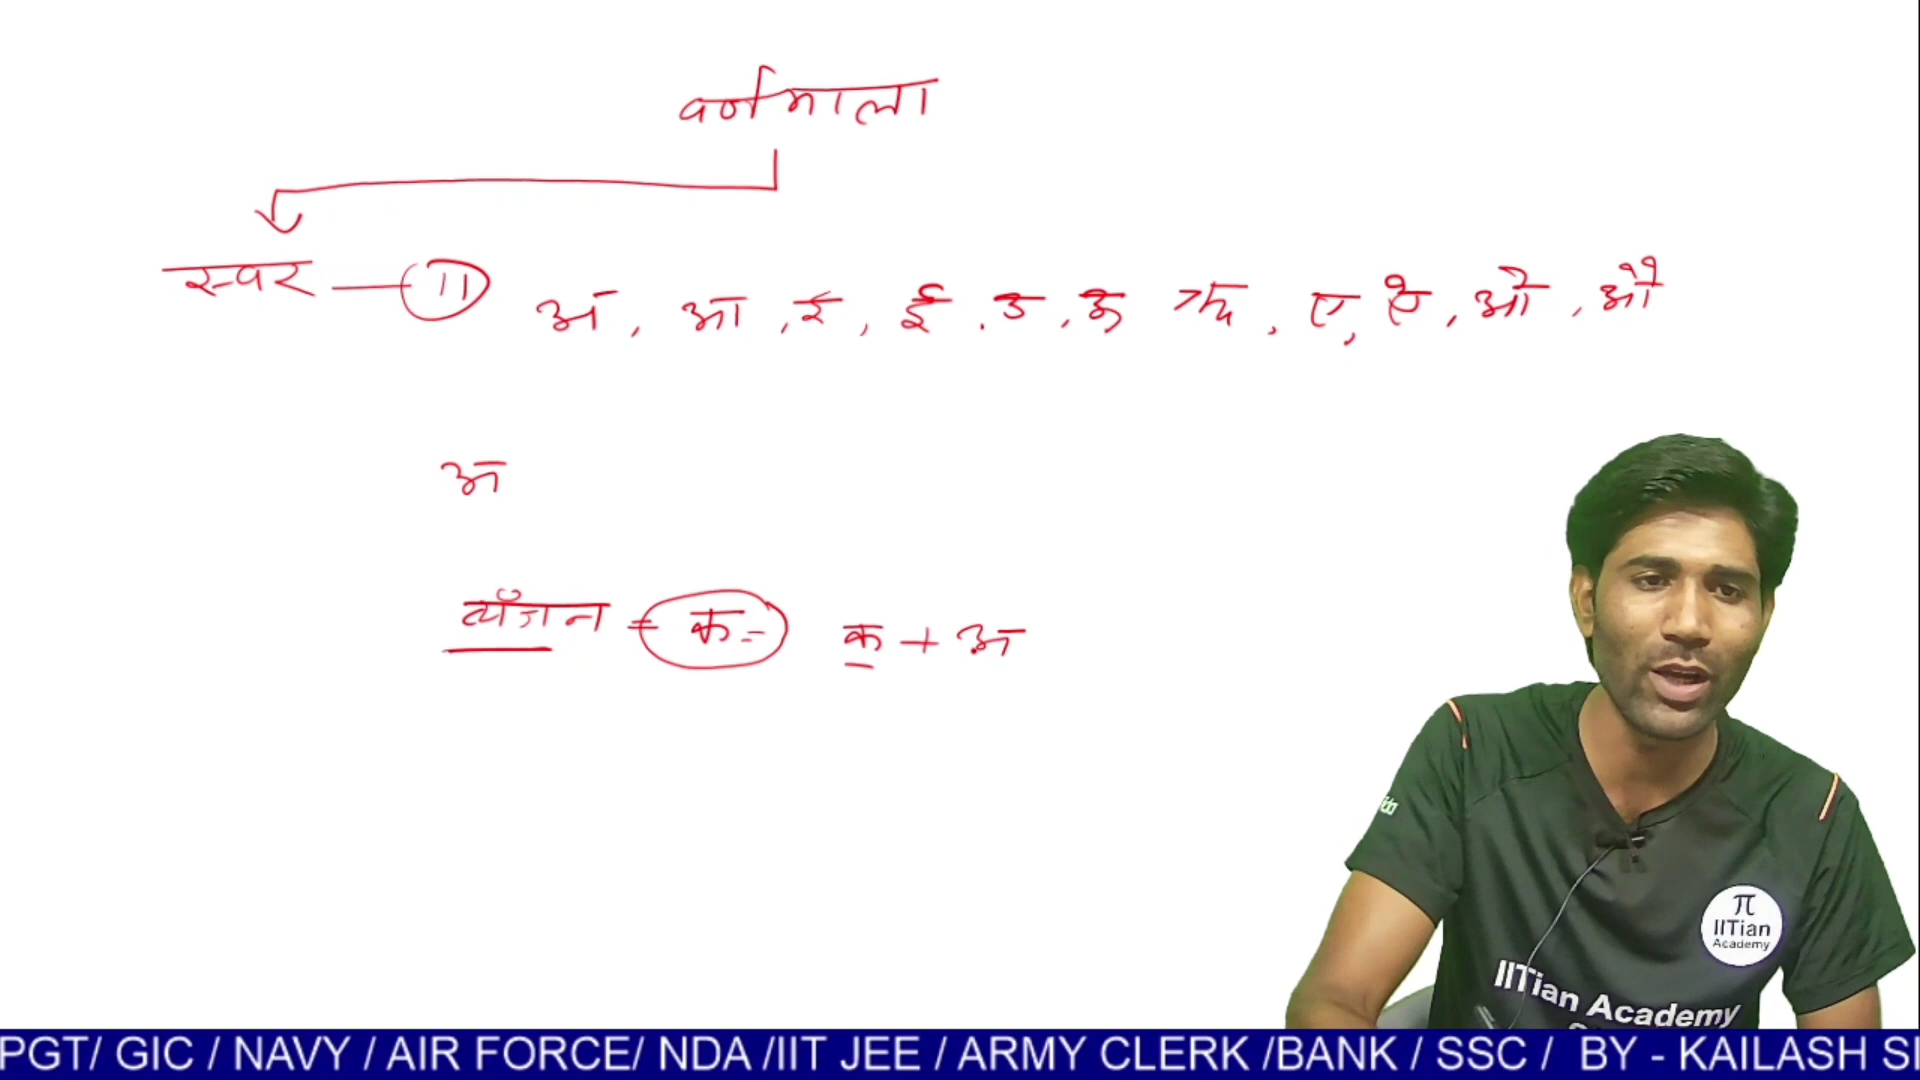 वर्णमाला
स्वर — 11 अ, आ, इ, ई, उ, ऊ ऋ, ए, ऐ, ओ, औ
अ
व्यँजन = क - क + अ
π
IITian
Academy
IITian Academy
PGT/ GIC / NAVY / AIR FORCE/ NDA /IIT JEE / ARMY CLERK /BANK / SSC / BY - KAILASH